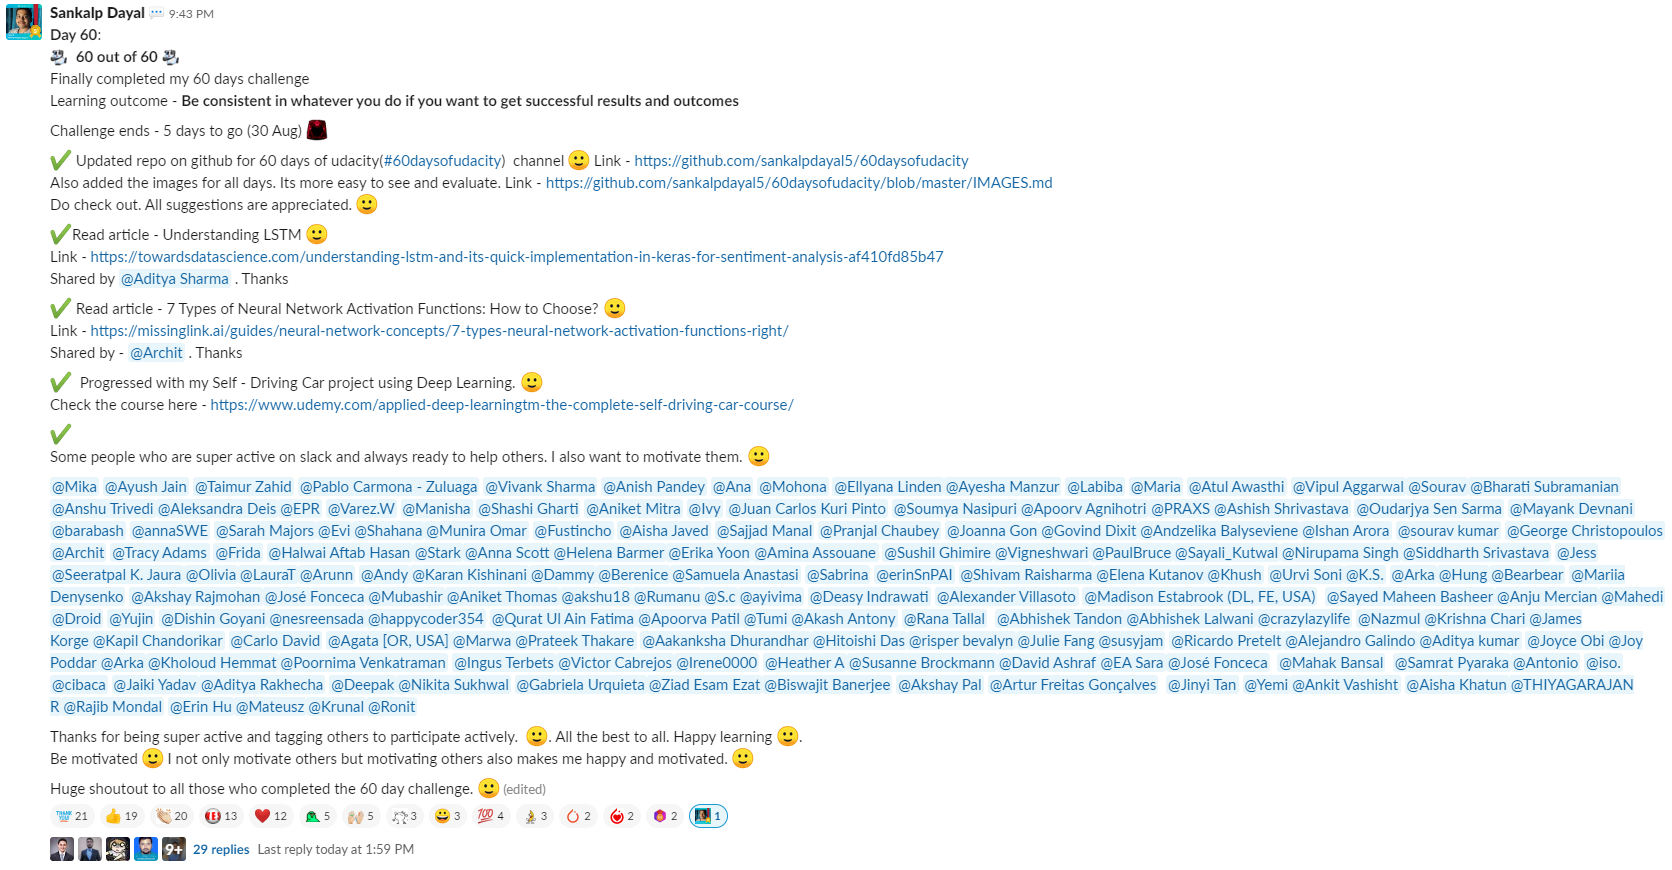 Sankalp Dayal 9:43 PM
Day 60:
60 out of 60
Finally completed my 60 days challenge
Learning outcome - Be consistent in whatever you do if you want to get successful results and outcomes
Challenge ends - 5 days to go (30 Aug)
Updated repo on github for 60 days of udacity(#60daysofudacity) channel Link - https://github.com/sankalpdayal5/60daysofudacity
Also added the images for all days. Its more easy to see and evaluate. Link - https://github.com/sankalpdayal5/60daysofudacity/blob/master/IMAGES.md
Do check out. All suggestions are appreciated.
Read article - Understanding LSTM
Link - https://towardsdatascience.com/understanding-lstm-and-its-quick-implementation-in-keras-for-sentiment-analysis-af410fd85b47
Shared by @Aditya Sharma . Thanks
Read article - 7 Types of Neural Network Activation Functions: How to Choose?
Link - https://missinglink.ai/guides/neural-network-concepts/7-types-neural-network-activation-functions-right/
Shared by - @Archit . Thanks
Progressed with my Self - Driving Car project using Deep Learning.
Check the course here - https://www.udemy.com/applied-deep-learningtm-the-complete-self-driving-car-course/
Some people who are super active on slack and always ready to help others. I also want to motivate them.
@Mika @Ayush Jain @Taimur Zahid @Pablo Carmona - Zuluaga @Vivank Sharma @Anish Pandey @Ana @Mohona @Ellyana Linden @Ayesha Manzur @Labiba @Maria @Atul Awasthi @Vipul Aggarwal @Sourav @Bharati Subramanian
@Anshu Trivedi @Aleksandra Deis @EPR @Varez.W @Manisha @Shashi Gharti @Aniket Mitra @Ivy @Juan Carlos Kuri Pinto @Soumya Nasipuri @Apoorv Agnihotri @PRAXS @Ashish Shrivastava @Oudarjya Sen Sarma @Mayank Devnani
@barabash @annaSWE @Sarah Majors @Evi @Shahana @Munira Omar @Fustincho @Aisha Javed @Sajjad Manal @Pranjal Chaubey @Joanna Gon @Govind Dixit @Andzelika Balyseviene @Ishan Arora @sourav kumar @George Christopoulos
@Archit @Tracy Adams @Frida @Halwai Aftab Hasan @Stark @Anna Scott @Helena Barmer @Erika Yoon @Amina Assouane @Sushil Ghimire @Vigneshwari @PaulBruce @Sayali_Kutwal @Nirupama Singh @Siddharth Srivastava @Jess
@Seeratpal K. Jaura @Olivia @LauraT @Arunn @Andy @Karan Kishinani @Dammy @Berenice @Samuela Anastasi @Sabrina @erinSnPAI @Shivam Raisharma @Elena Kutanov @Khush @Urvi Soni @K.S. @Arka @Hung @Bearbear @Mariia
Denysenko @Akshay Rajmohan @José Fonceca @Mubashir @Aniket Thomas @akshu18 @Rumanu @S.c @ayivima @Deasy Indrawati @Alexander Villasoto @Madison Estabrook (DL, FE, USA) @Sayed Maheen Basheer @Anju Mercian @Mahedi
@Droid @Yujin @Dishin Goyani @nesreensada @happycoder354 @Qurat Ul Ain Fatima @Apoorva Patil @Tumi @Akash Antony @Rana Tallal @Abhishek Tandon @Abhishek Lalwani @crazylazylife @Nazmul @Krishna Chari @James
Korge @Kapil Chandorikar @Carlo David @Agata [OR, USA] @Marwa @Prateek Thakare @Aakanksha Dhurandhar @Hitoishi Das @risper bevalyn @Julie Fang @susyjam @Ricardo Pretelt @Alejandro Galindo @Aditya kumar @Joyce Obi @Joy
Poddar @Arka @Kholoud Hemmat @Poornima Venkatraman @Ingus Terbets @Victor Cabrejos @Irene0000 @Heather A @Susanne Brockmann @David Ashraf @EA Sara @José Fonceca @Mahak Bansal @Samrat Pyaraka @Antonio @iso.
@cibaca @Jaiki Yadav @Aditya Rakhecha @Deepak @Nikita Sukhwal @Gabriela Urquieta @Ziad Esam Ezat @Biswajit Banerjee @Akshay Pal @Artur Freitas Gonçalves @Jinyi Tan @Yemi @Ankit Vashisht @Aisha Khatun @THIYAGARAJAN
R @Rajib Mondal @Erin Hu @Mateusz @Krunal @Ronit
Thanks for being super active and tagging others to participate actively. . All the best to all. Happy learning .
Be motivated I not only motivate others but motivating others also makes me happy and motivated.
Huge shoutout to all those who completed the 60 day challenge. (edited)
THANK YOU! 21 19 20 13 12 5 5 3 3 100 4 3 2 2 2 1
9+ 29 replies Last reply today at 1:59 PM